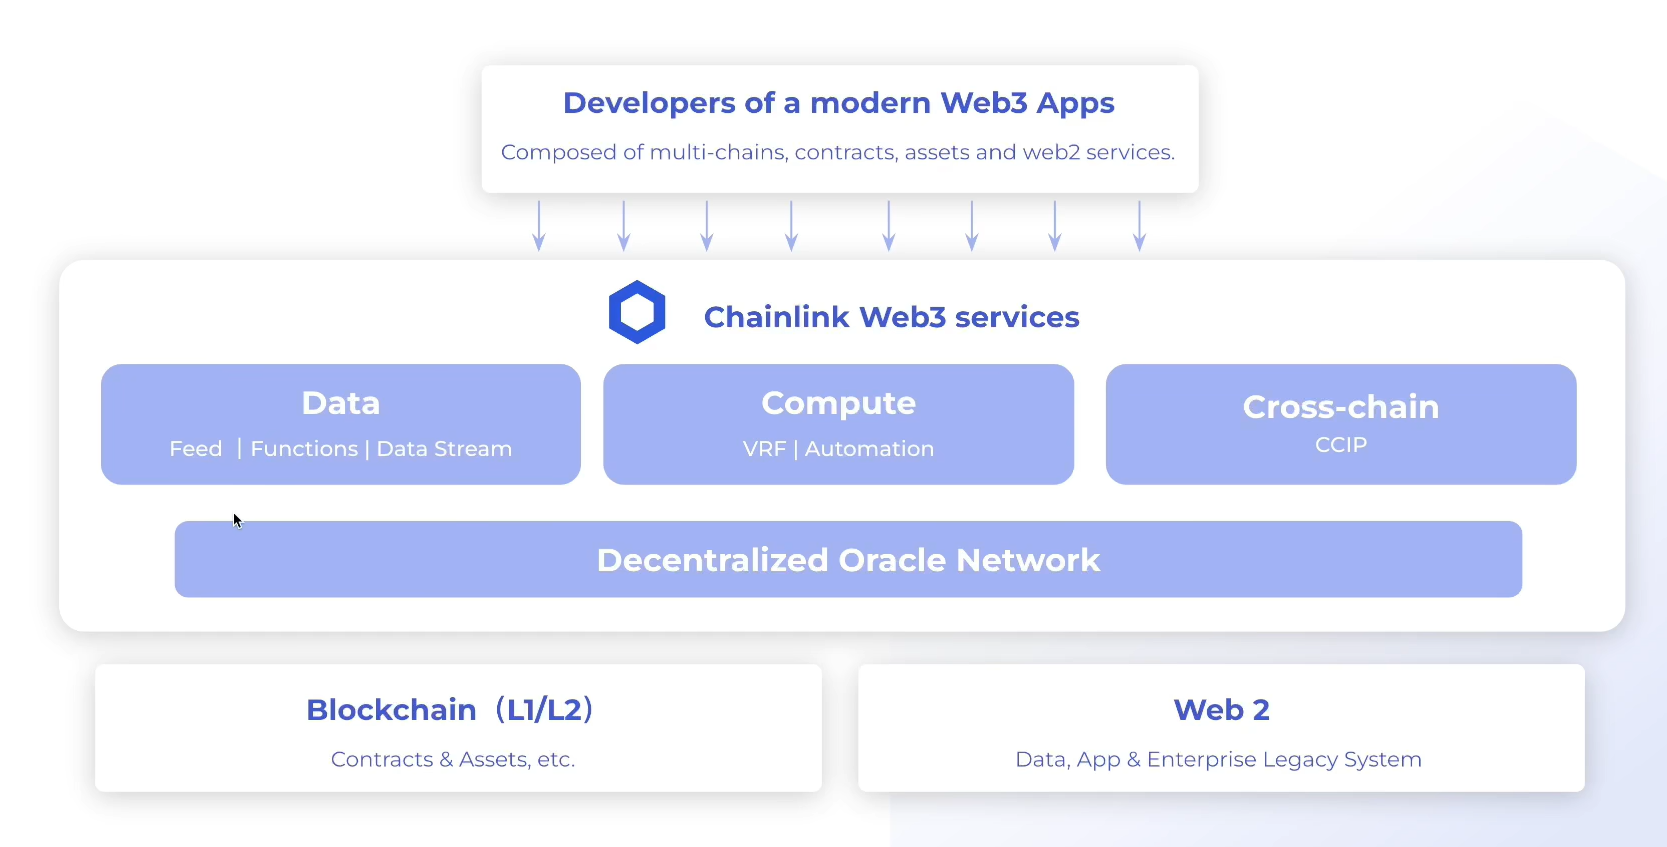 Developers of a modern Web3 Apps
Composed of multi-chains, contracts, assets and web2 services.
Chainlink Web3 services
Data
Feed | Functions | Data Stream
Compute
VRF | Automation
Cross-chain
CCIP
Decentralized Oracle Network
Blockchain（L1/L2）
Contracts & Assets, etc.
Web 2
Data, App & Enterprise Legacy System